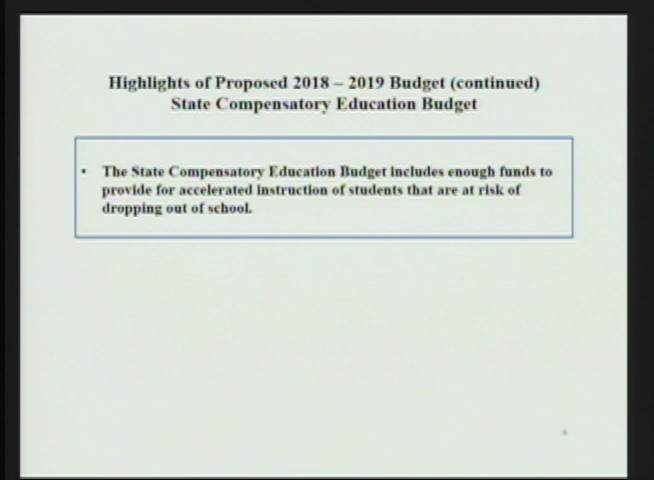 Highlights of Proposed 2018 – 2019 Budget (continued)
State Compensatory Education Budget
• The State Compensatory Education Budget includes enough funds to
provide for accelerated instruction of students that are at risk of
dropping out of school.